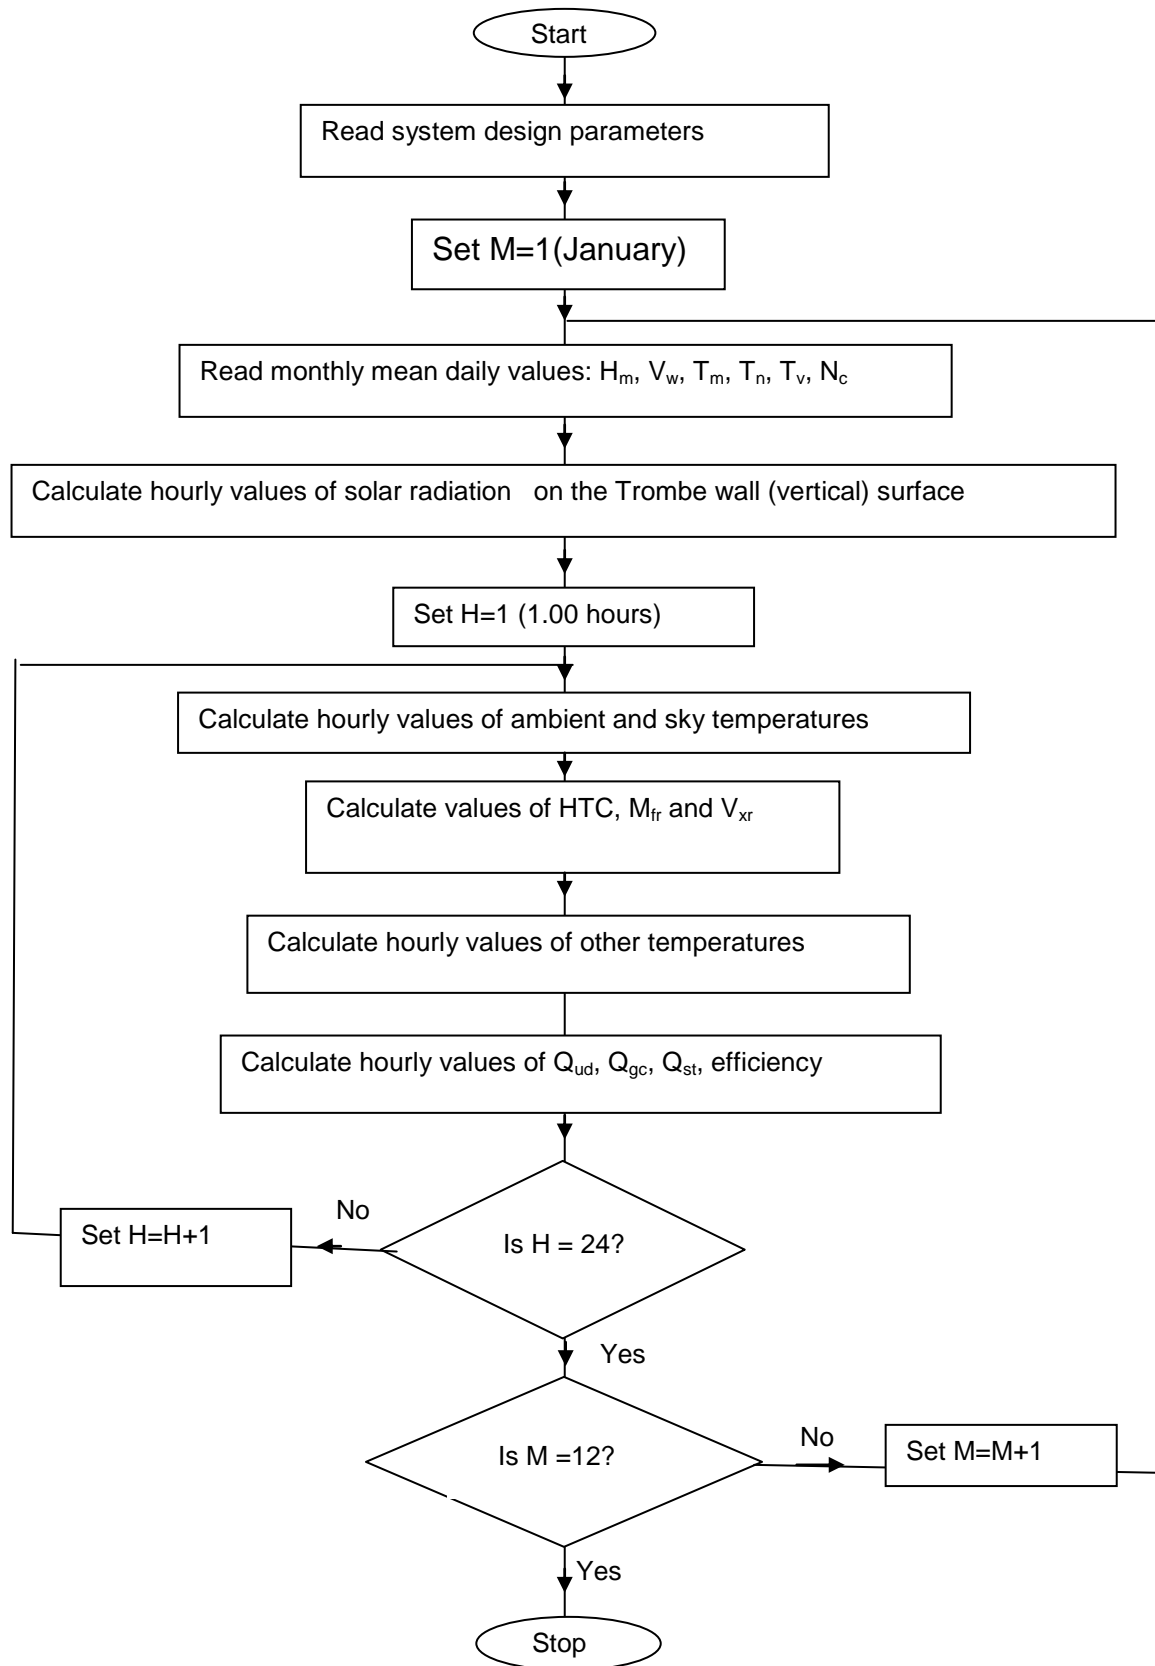 Start
Read system design parameters
Set M=1(January)
Read monthly mean daily values: Hm, Vw, Tm, Tn, Tv, Nc
Calculate hourly values of solar radiation on the Trombe wall (vertical) surface
Set H=1 (1.00 hours)
Calculate hourly values of ambient and sky temperatures
Calculate values of HTC, Mfr and Vxr
Calculate hourly values of other temperatures
Calculate hourly values of Qud, Qgc, Qst, efficiency
No
Set H=H+1
Is H = 24?
Yes
Is M =12?
No
Set M=M+1
Yes
Stop